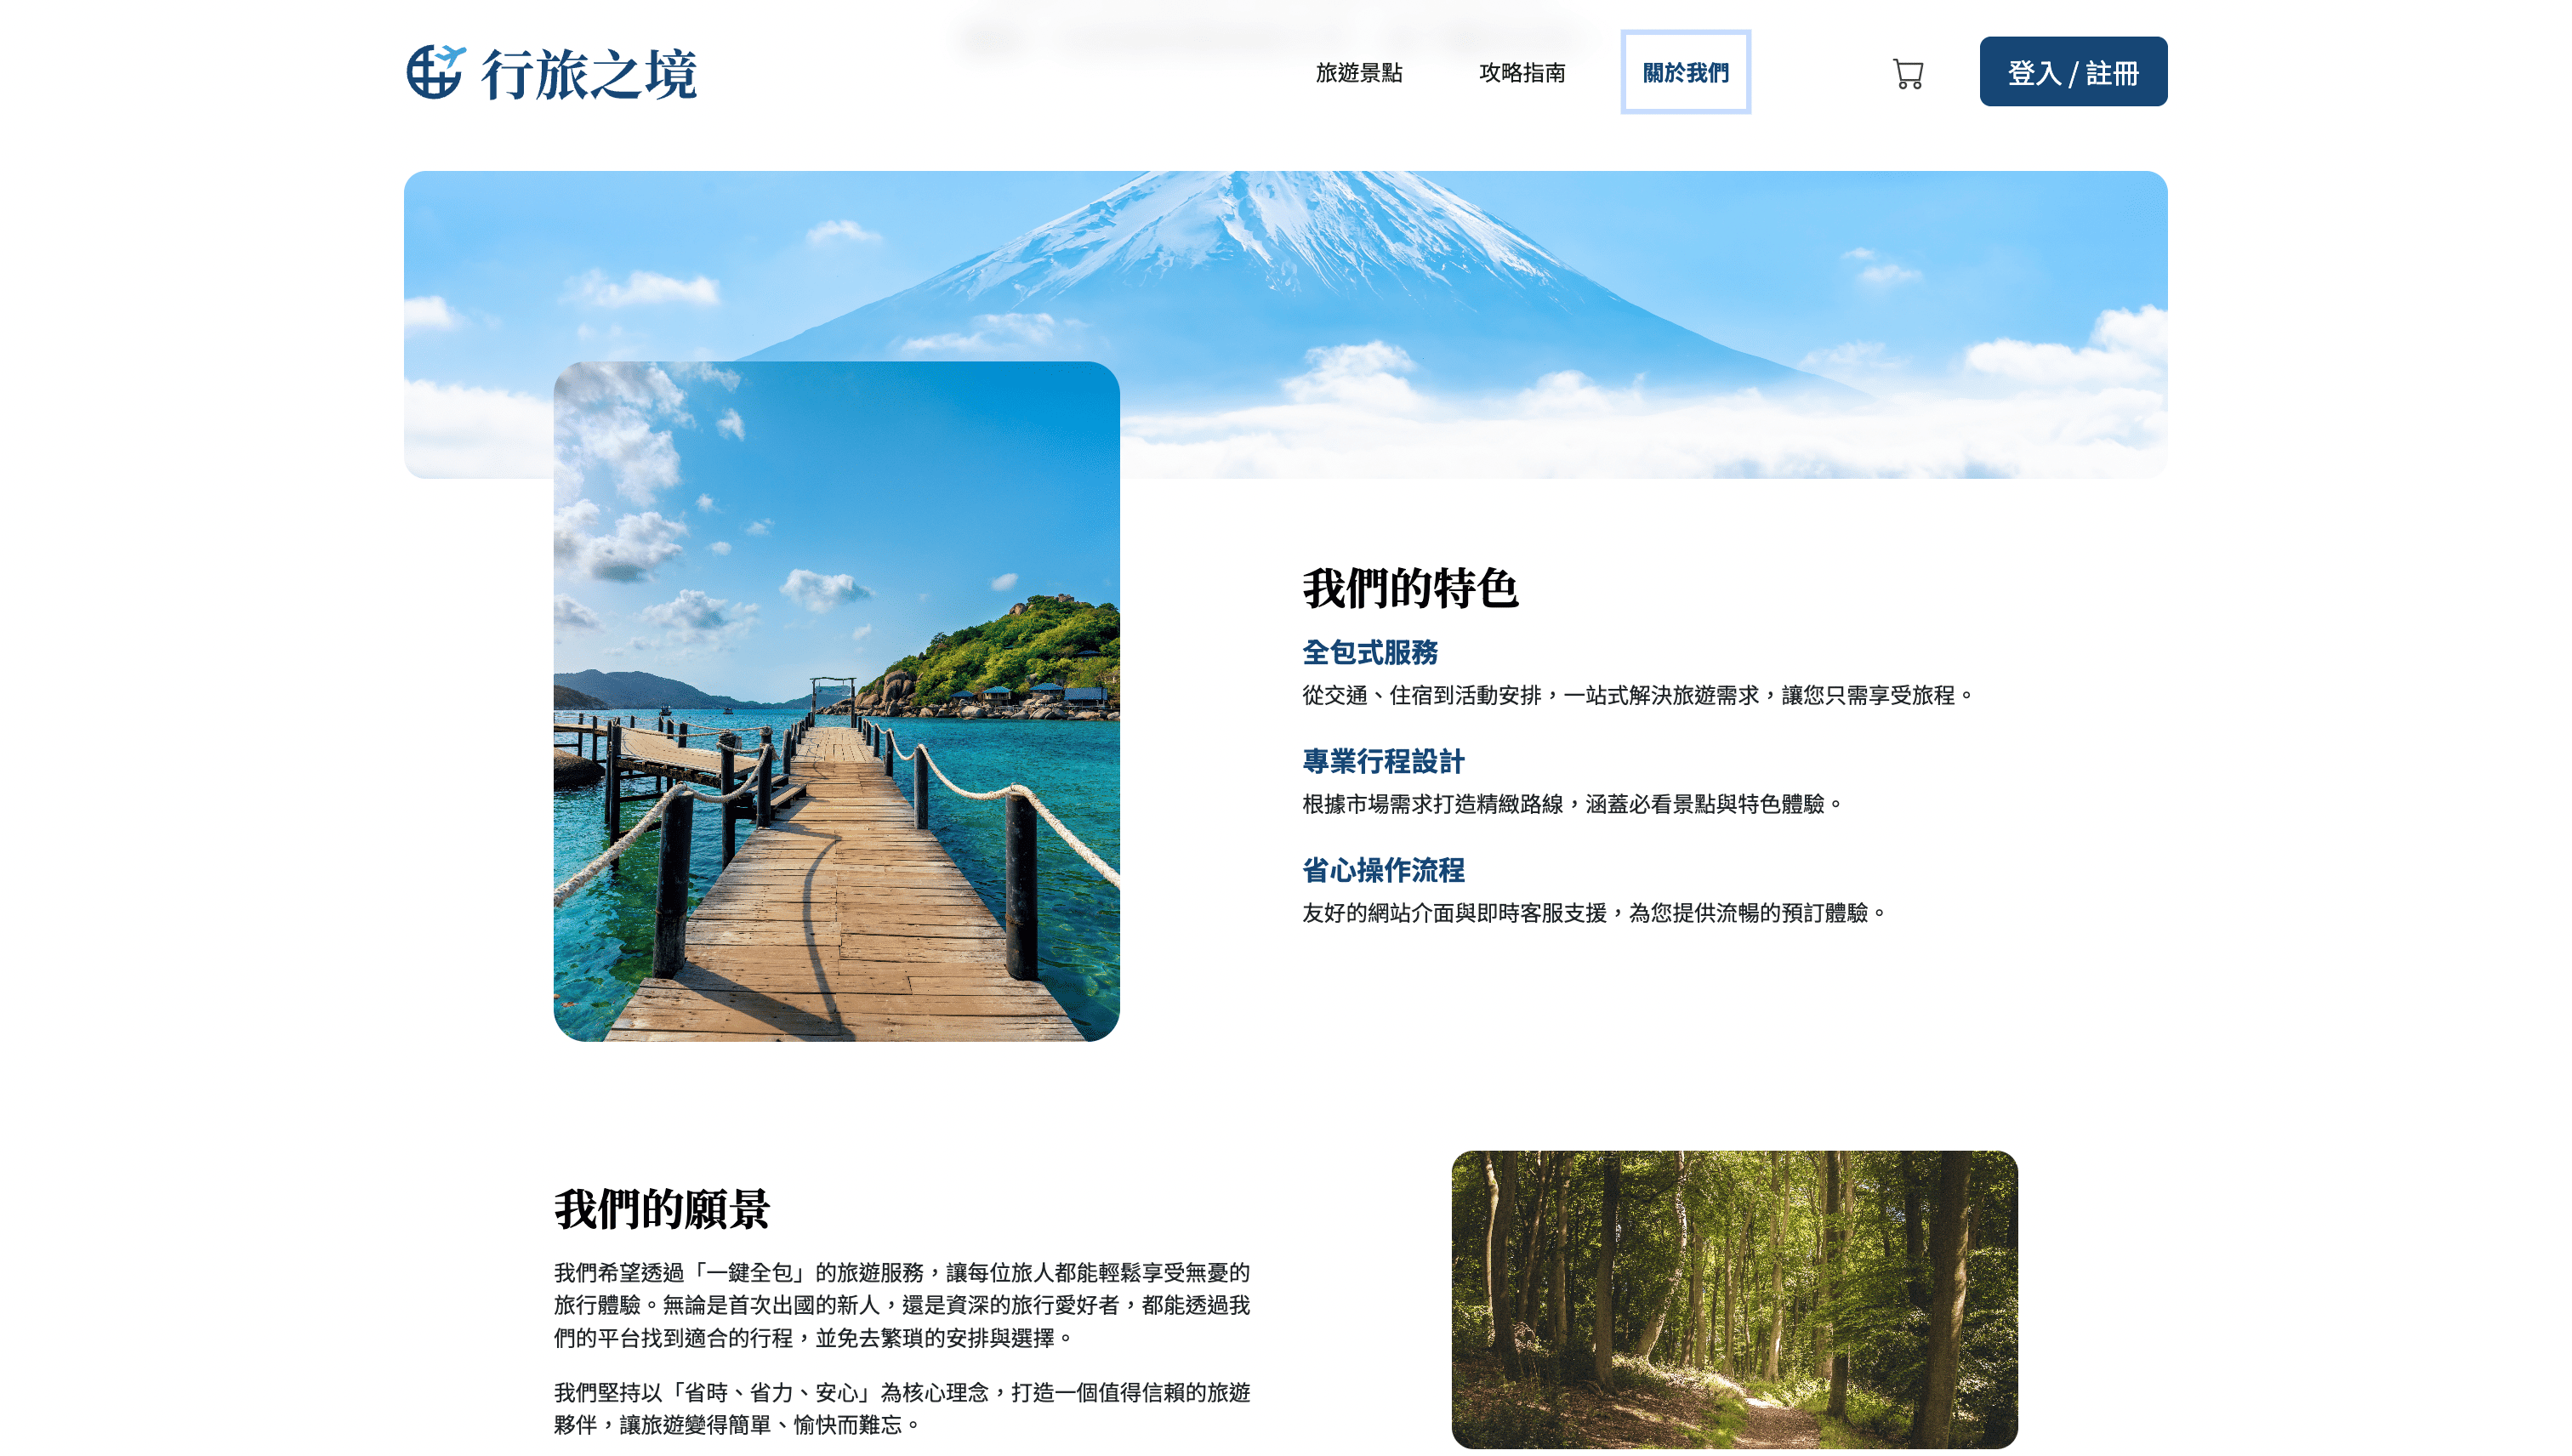 行旅之境
旅遊景點
攻略指南
關於我們
登入 / 註冊
我們的特色
全包式服務
從交通、住宿到活動安排，一站式解決旅遊需求，讓您只需享受旅程。
專業行程設計
根據市場需求打造精緻路線，涵蓋必看景點與特色體驗。
省心操作流程
友好的網站介面與即時客服支援，為您提供流暢的預訂體驗。
我們的願景
我們希望透過「一鍵全包」的旅遊服務，讓每位旅人都能輕鬆享受無憂的
旅行體驗。無論是首次出國的新人，還是資深的旅行愛好者，都能透過我
們的平台找到適合的行程，並免去繁瑣的安排與選擇。
我們堅持以「省時、省力、安心」為核心理念，打造一個值得信賴的旅遊
夥伴，讓旅遊變得簡單、愉快而難忘。